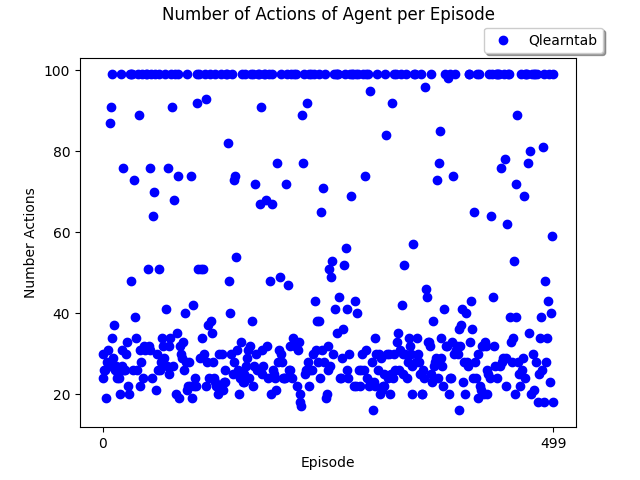 Number of Actions of Agent per Episode
Qlearntab
100
80
60
40
20
Number Actions
0
499
Episode